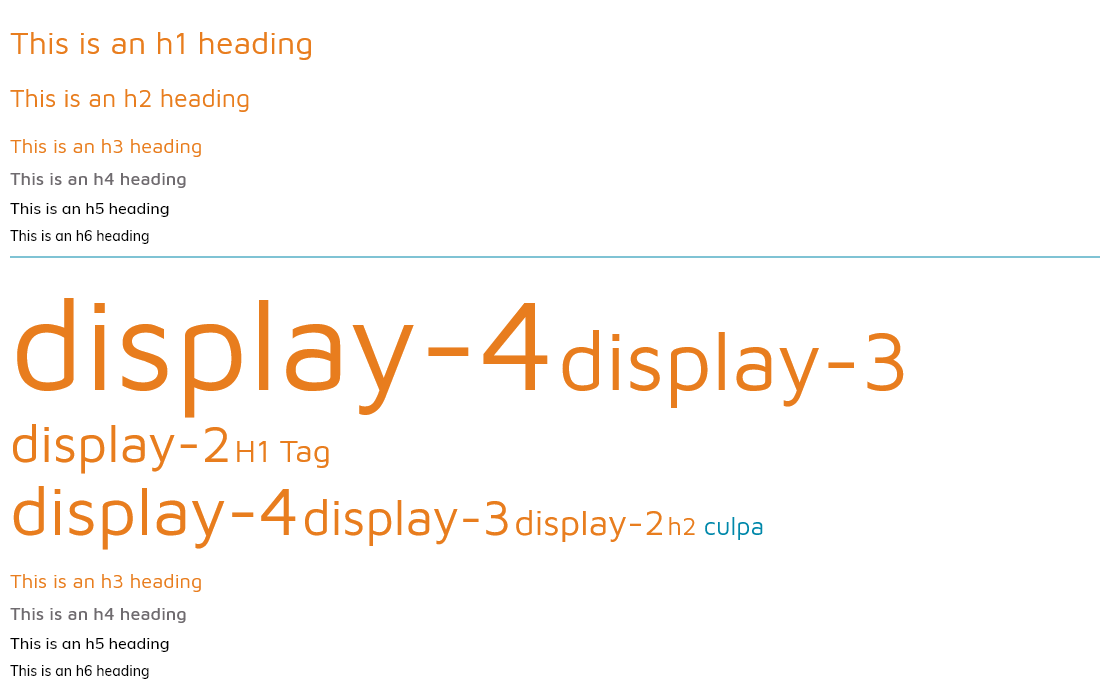 This is an h1 heading
This is an h2 heading
This is an h3 heading
This is an h4 heading
This is an h5 heading
This is an h6 heading
display-4 display-3
display-2 H1 Tag
display-4 display-3 display-2 h2 culpa
This is an h3 heading
This is an h4 heading
This is an h5 heading
This is an h6 heading